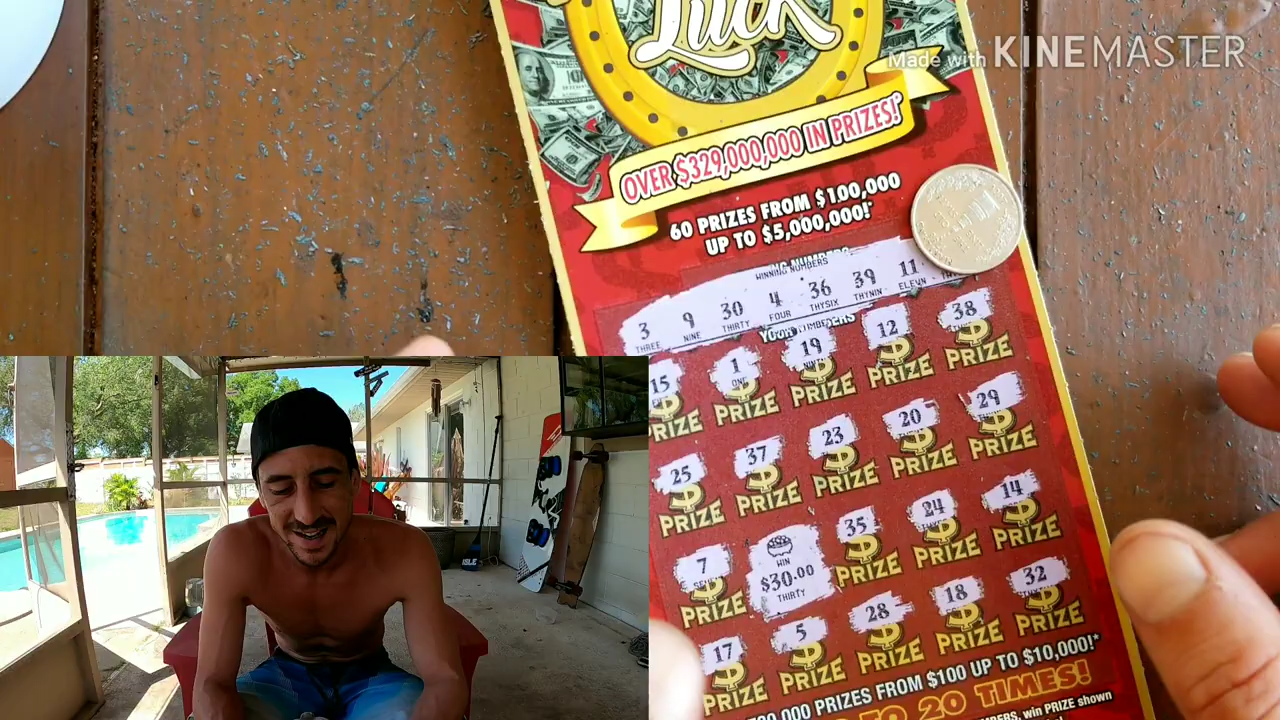 Luck
Made with KINEMASTER
OVER $329,000,000 IN PRIZES!*
60 PRIZES FROM $100,000
UP TO $5,000,000!*
WINNING NUMBERS
3 9 30 4 36 39 11
THREE NINE THIRTY FOUR THYSIX THYNIN ELEVN
YOUR NUMBERS
15 1 19 12 38
ONE
PRIZE PRIZE PRIZE PRIZE PRIZE
25 37 23 20 29
PRIZE PRIZE PRIZE PRIZE PRIZE
7 WIN 35 24 14
$30.00
THIRTY
PRIZE PRIZE PRIZE PRIZE
17 5 28 18 32
PRIZE PRIZE PRIZE PRIZE PRIZE
PRIZES FROM $100 UP TO $10,000!*
TO 20 TIMES!
win PRIZE shown